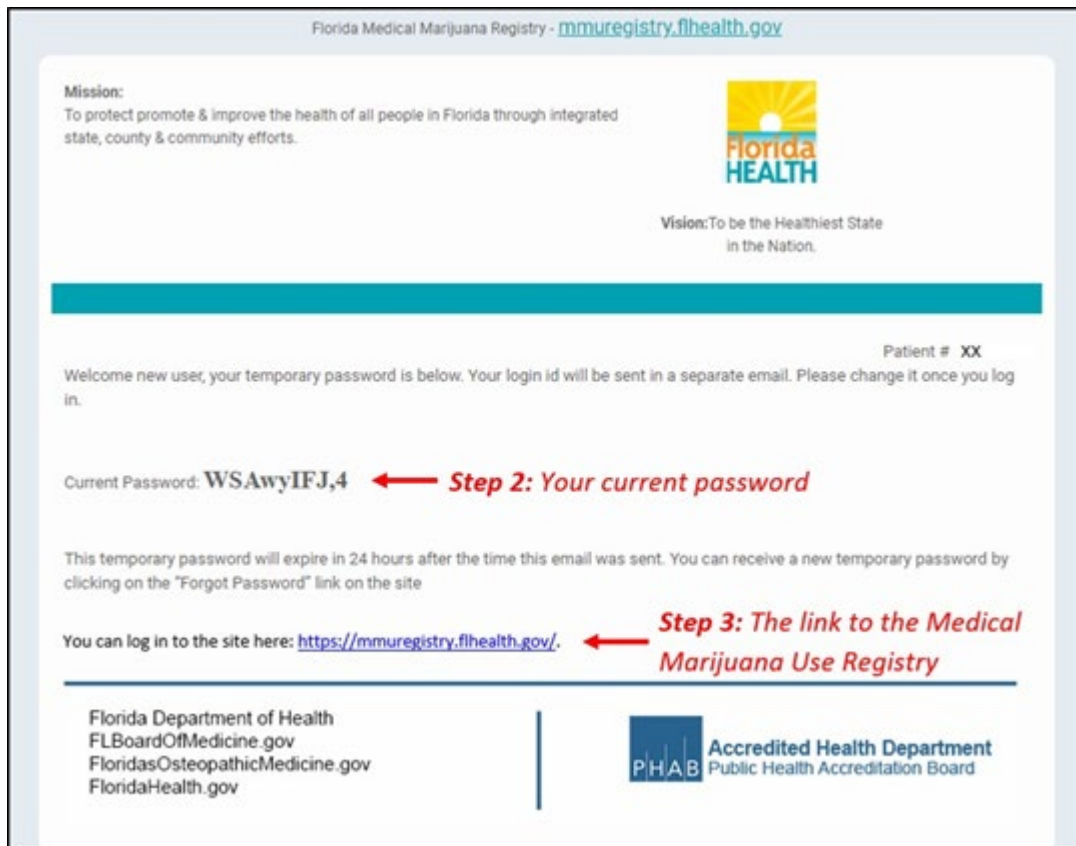 Florida Medical Marijuana Registry - mmuregistry.flhealth.gov
Mission:
To protect promote & improve the health of all people in Florida through integrated
state, county & community efforts.
Florida
HEALTH
Vision:To be the Healthiest State
in the Nation.
Patient # XX
Welcome new user, your temporary password is below. Your login id will be sent in a separate email. Please change it once you log
in.
Current Password: WSAwyIFJ,4
Step 2: Your current password
This temporary password will expire in 24 hours after the time this email was sent. You can receive a new temporary password by
clicking on the "Forgot Password" link on the site
You can log in to the site here: https://mmuregistry.flhealth.gov/.
Step 3: The link to the Medical
Marijuana Use Registry
Florida Department of Health
FLBoardOfMedicine.gov
FloridasOsteopathicMedicine.gov
FloridaHealth.gov
PHAB
Accredited Health Department
Public Health Accreditation Board